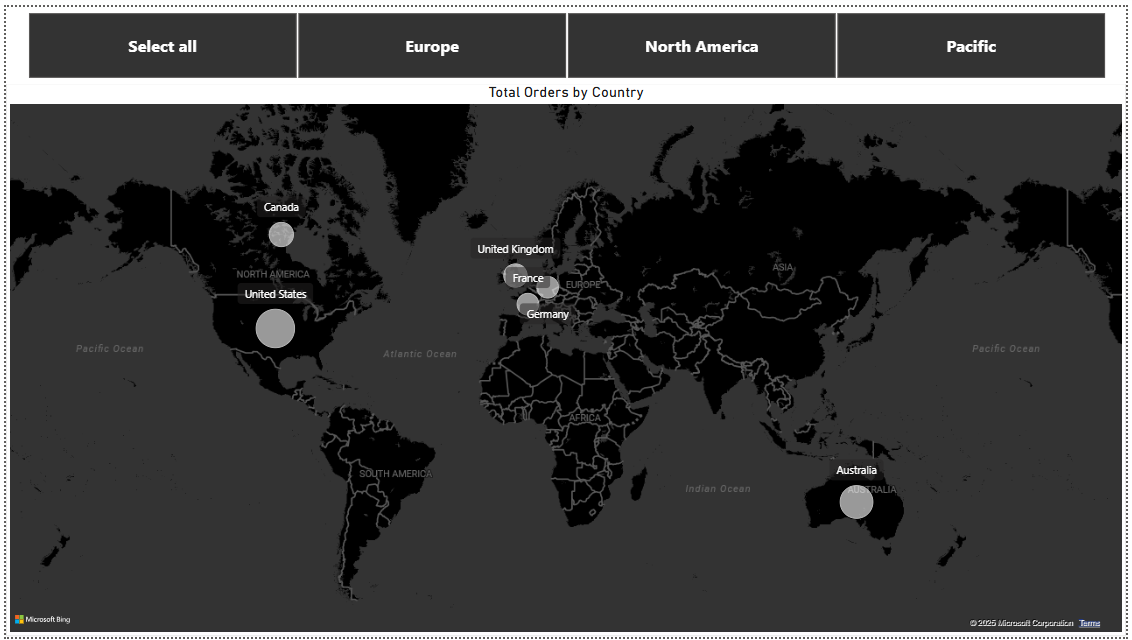 Select all
Europe
North America
Pacific
Total Orders by Country
Canada
United Kingdom
NORTH AMERICA
France
EUROPE
ASIA
United States
Germany
Pacific Ocean
Atlantic Ocean
Pacific Ocean
AFRICA
SOUTH AMERICA
Australia
Indian Ocean
AUSTRALIA
Microsoft Bing
© 2025 Microsoft Corporation Terms